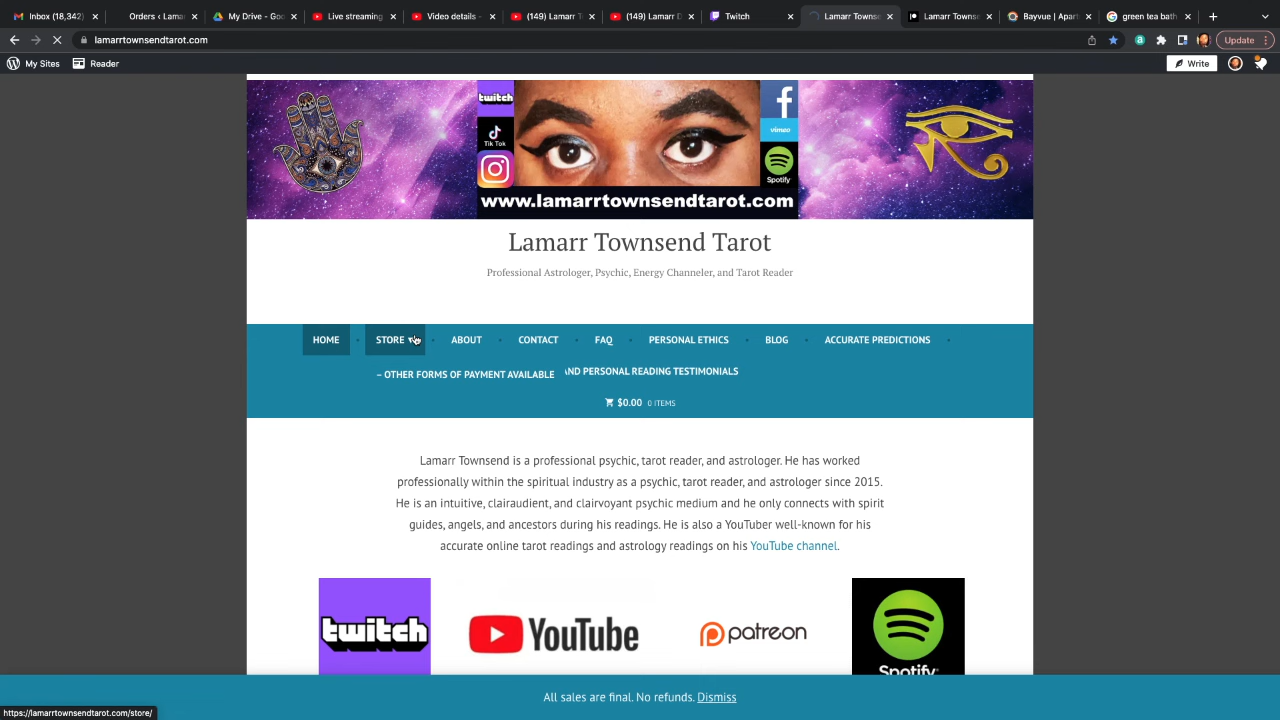 Inbox (18,342)
Orders ‹ Lamar
My Drive - Goo
Live streaming
Video details -
(149) Lamarr T
(149) Lamarr D
Twitch
Lamarr Townse
Lamarr Townse
Bayvue | Apart
green tea bath
lamarrtownsendtarot.com
Update
My Sites
Reader
Write
twitch
Tik Tok
vimeo
Spotify
www.lamarrtownsendtarot.com
Lamarr Townsend Tarot
Professional Astrologer, Psychic, Energy Channeler, and Tarot Reader
HOME STORE ABOUT CONTACT FAQ PERSONAL ETHICS BLOG ACCURATE PREDICTIONS
– OTHER FORMS OF PAYMENT AVAILABLE AND PERSONAL READING TESTIMONIALS
$0.00 0 ITEMS
Lamarr Townsend is a professional psychic, tarot reader, and astrologer. He has worked
professionally within the spiritual industry as a psychic, tarot reader, and astrologer since 2015.
He is an intuitive, clairaudient, and clairvoyant psychic medium and he only connects with spirit
guides, angels, and ancestors during his readings. He is also a YouTuber well-known for his
accurate online tarot readings and astrology readings on his YouTube channel.
twitch
YouTube
patreon
Spotify
All sales are final. No refunds. Dismiss
https://lamarrtownsendtarot.com/store/